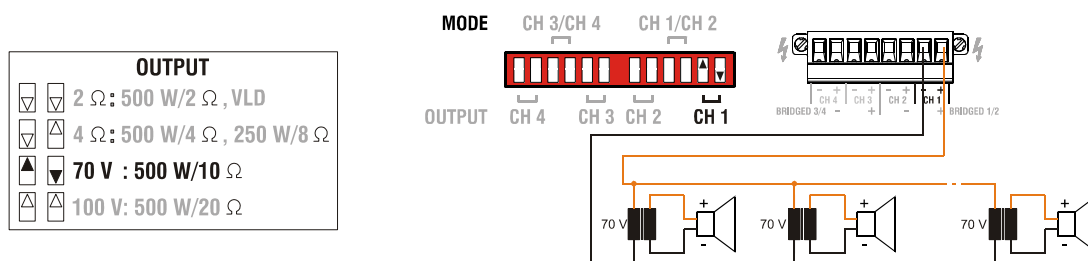 OUTPUT
2 Ω: 500 W/2 Ω , VLD
4 Ω: 500 W/4 Ω , 250 W/8 Ω
70 V : 500 W/10 Ω
100 V: 500 W/20 Ω
MODE CH 3/CH 4 CH 1/CH 2
OUTPUT CH 4 CH 3 CH 2 CH 1
- + - + - + - +
CH 4 CH 3 CH 2 CH 1
BRIDGED 3/4 - + - + BRIDGED 1/2
70 V + - 70 V + - 70 V + -